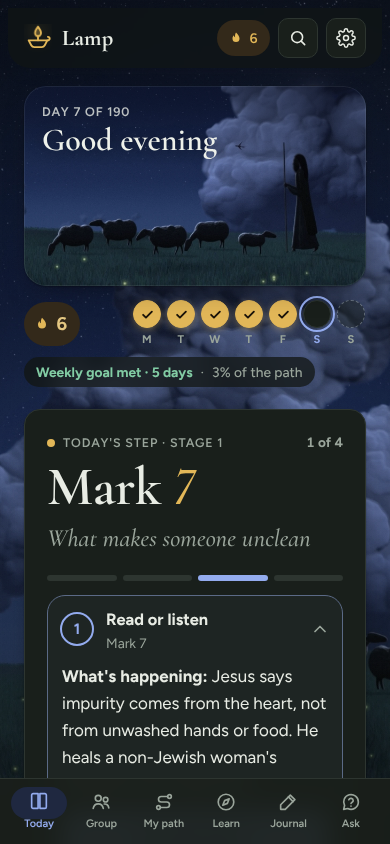 Lamp
6
DAY 7 OF 190
Good evening
6
M T W T F S S
Weekly goal met · 5 days · 3% of the path
TODAY'S STEP · STAGE 1
1 of 4
Mark 7
What makes someone unclean
1
Read or listen
Mark 7
What's happening: Jesus says
impurity comes from the heart, not
from unwashed hands or food. He
heals a non-Jewish woman's
Today Group My path Learn Journal Ask